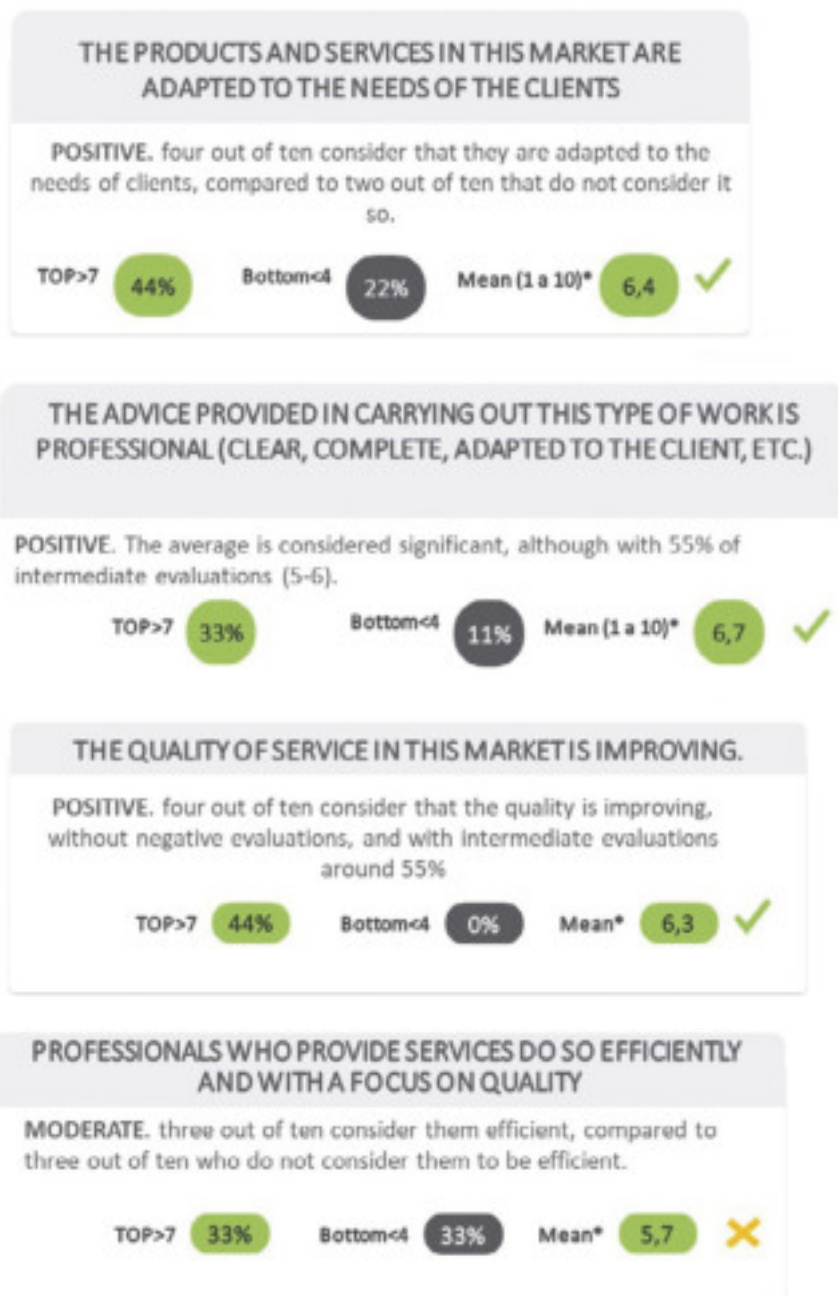 THE PRODUCTS AND SERVICES IN THIS MARKET ARE
ADAPTED TO THE NEEDS OF THE CLIENTS
POSITIVE. four out of ten consider that they are adapted to the
needs of clients, compared to two out of ten that do not consider it
so.
TOP>7 44% Bottom<4 22% Mean (1 a 10)* 6,4
THE ADVICE PROVIDED IN CARRYING OUT THIS TYPE OF WORK IS
PROFESSIONAL (CLEAR, COMPLETE, ADAPTED TO THE CLIENT, ETC.)
POSITIVE. The average is considered significant, although with 55% of
intermediate evaluations (5-6).
TOP>7 33% Bottom<4 11% Mean (1 a 10)* 6,7
THE QUALITY OF SERVICE IN THIS MARKET IS IMPROVING.
POSITIVE. four out of ten consider that the quality is improving,
without negative evaluations, and with intermediate evaluations
around 55%
TOP>7 44% Bottom<4 0% Mean* 6,3
PROFESSIONALS WHO PROVIDE SERVICES DO SO EFFICIENTLY
AND WITH A FOCUS ON QUALITY
MODERATE. three out of ten consider them efficient, compared to
three out of ten who do not consider them to be efficient.
TOP>7 33% Bottom<4 33% Mean* 5,7